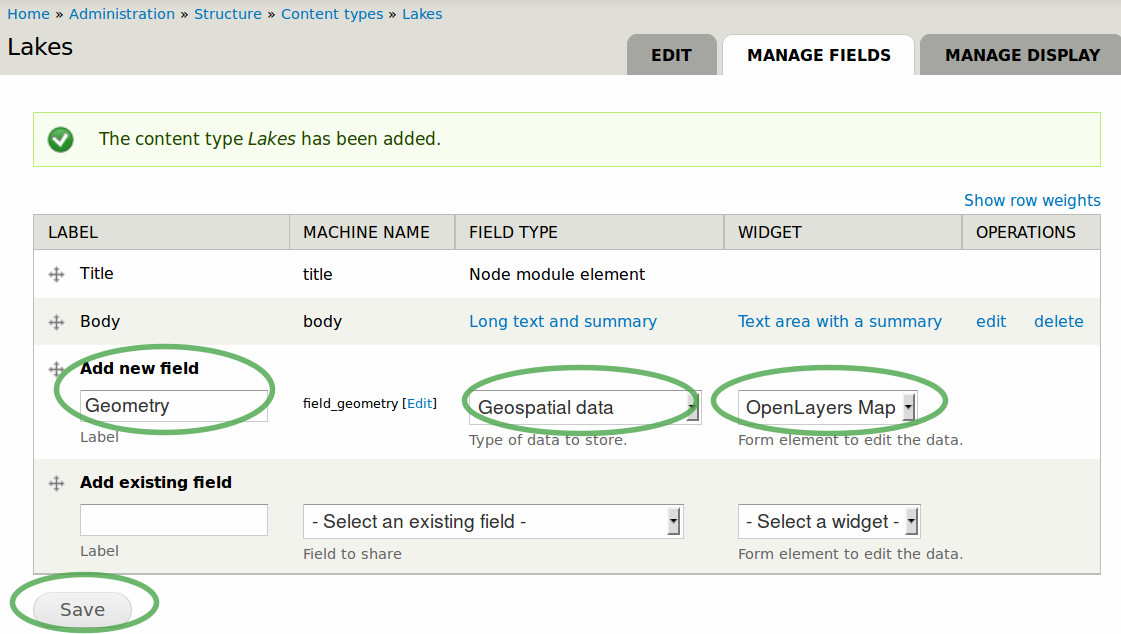 Home » Administration » Structure » Content types » Lakes
Lakes
EDIT MANAGE FIELDS MANAGE DISPLAY
The content type Lakes has been added.
Show row weights
LABEL MACHINE NAME FIELD TYPE WIDGET OPERATIONS
Title title Node module element
Body body Long text and summary Text area with a summary edit delete
Add new field
Geometry field_geometry [Edit] Geospatial data OpenLayers Map
Label Type of data to store. Form element to edit the data.
Add existing field
- Select an existing field - - Select a widget -
Label Field to share Form element to edit the data.
Save